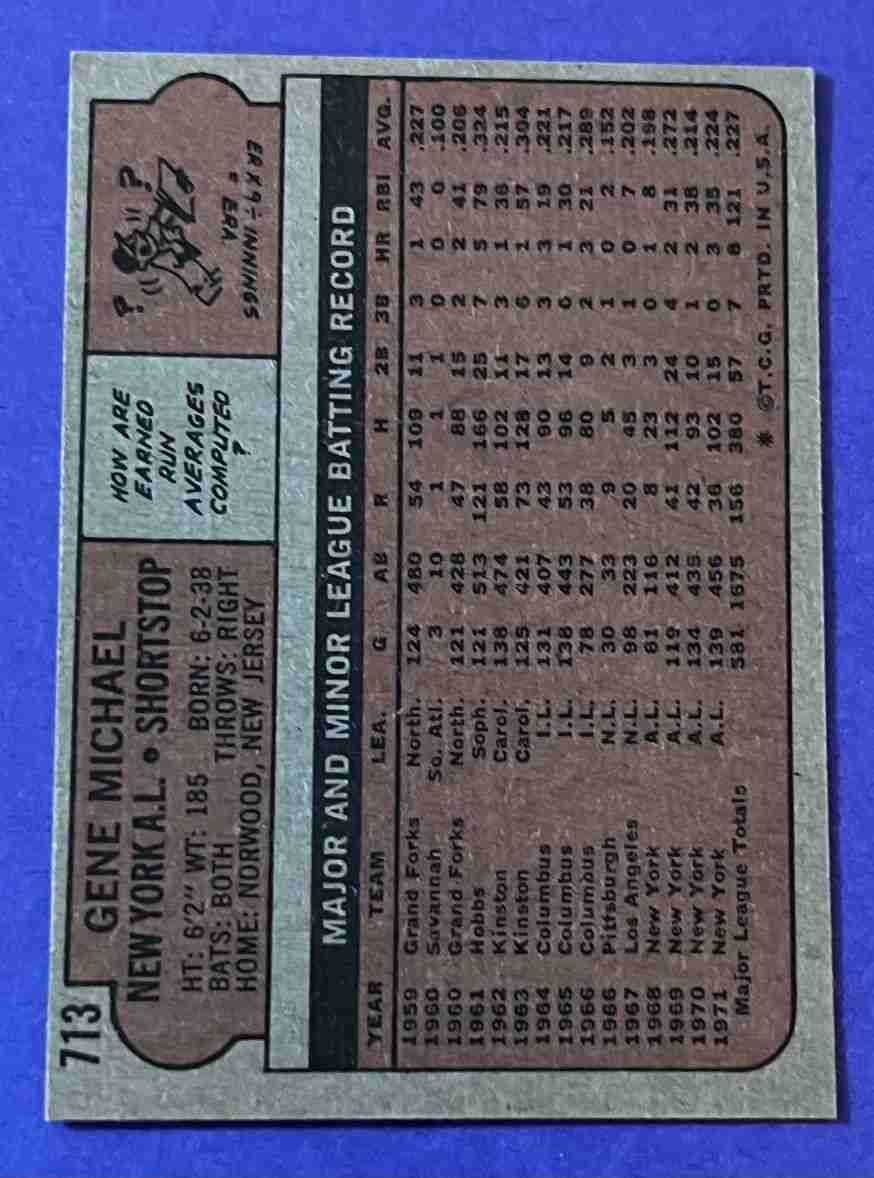 713
GENE MICHAEL
NEW YORK A.L. • SHORTSTOP
HT: 6'2" WT: 185 BORN: 6-2-38
BATS: BOTH THROWS: RIGHT
HOME: NORWOOD, NEW JERSEY
HOW ARE
EARNED
RUN
AVERAGES
COMPUTED
?
? ?
ER X 9 ÷ INNINGS
= ERA
MAJOR AND MINOR LEAGUE BATTING RECORD
YEAR TEAM LEA. G AB R H 2B 3B HR RBI AVG.
1959 Grand Forks North. 124 480 54 109 11 3 1 43 .227
1960 Savannah So. Atl. 3 10 1 1 1 0 0 0 .100
1960 Grand Forks North. 121 428 47 88 15 2 2 41 .206
1961 Hobbs Soph. 121 513 121 166 25 7 5 79 .324
1962 Kinston Carol. 138 474 58 102 11 3 1 36 .215
1963 Kinston Carol. 125 421 73 128 17 6 1 57 .304
1964 Columbus I.L. 131 407 43 90 13 3 3 19 .221
1965 Columbus I.L. 138 443 53 96 14 6 1 30 .217
1966 Columbus I.L. 78 277 38 80 9 2 3 21 .289
1966 Pittsburgh N.L. 30 33 9 5 2 1 0 2 .152
1967 Los Angeles N.L. 98 223 20 45 3 1 0 7 .202
1968 New York A.L. 61 116 8 23 3 0 1 8 .198
1969 New York A.L. 119 412 41 112 24 4 2 31 .272
1970 New York A.L. 134 435 42 93 10 1 2 38 .214
1971 New York A.L. 139 456 36 102 15 0 3 35 .224
Major League Totals 581 1675 156 380 57 7 8 121 .227
* ©T.C.G. PRTD. IN U.S.A.